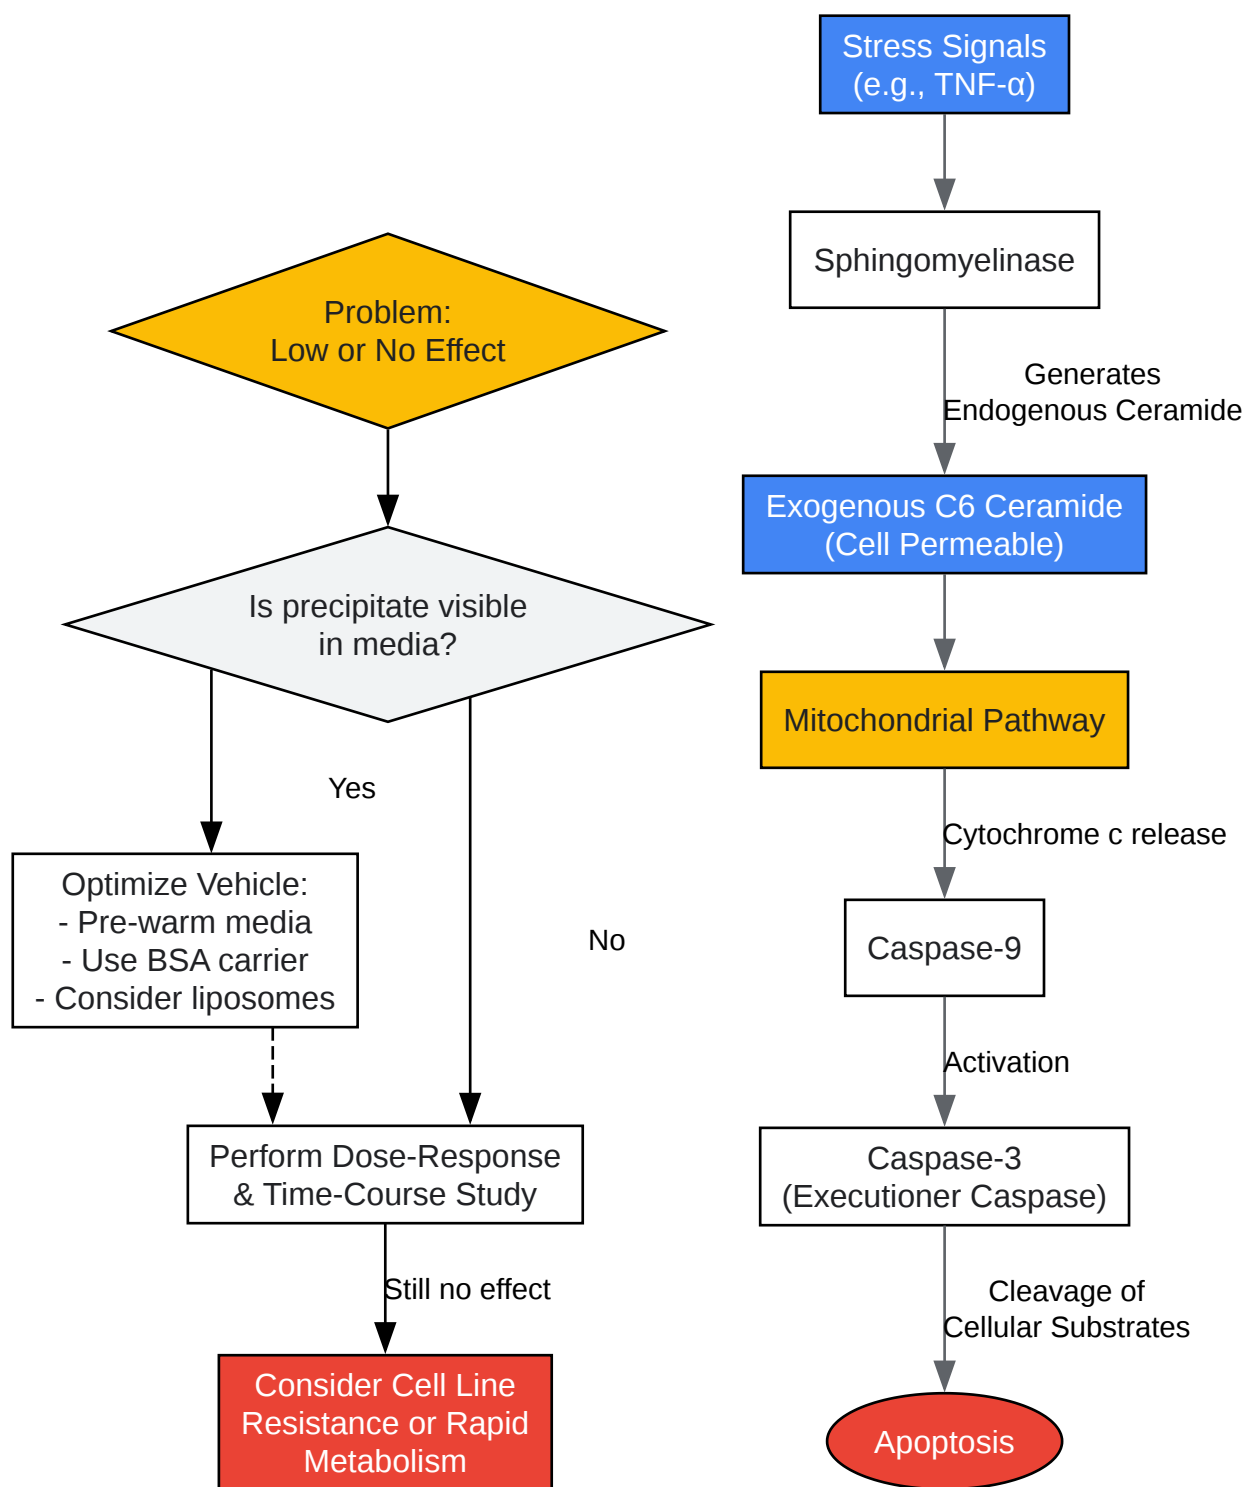 Problem:
Low or No Effect
Is precipitate visible
in media?
Yes
No
Optimize Vehicle:
- Pre-warm media
- Use BSA carrier
- Consider liposomes
Perform Dose-Response
& Time-Course Study
Still no effect
Consider Cell Line
Resistance or Rapid
Metabolism
Stress Signals
(e.g., TNF-α)
Sphingomyelinase
Generates
Endogenous Ceramide
Exogenous C6 Ceramide
(Cell Permeable)
Mitochondrial Pathway
Cytochrome c release
Caspase-9
Activation
Caspase-3
(Executioner Caspase)
Cleavage of
Cellular Substrates
Apoptosis